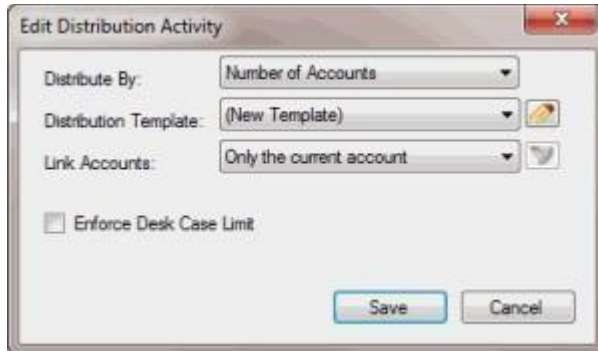 Edit Distribution Activity
Distribute By: Number of Accounts
Distribution Template: (New Template)
Link Accounts: Only the current account
Enforce Desk Case Limit
Save Cancel